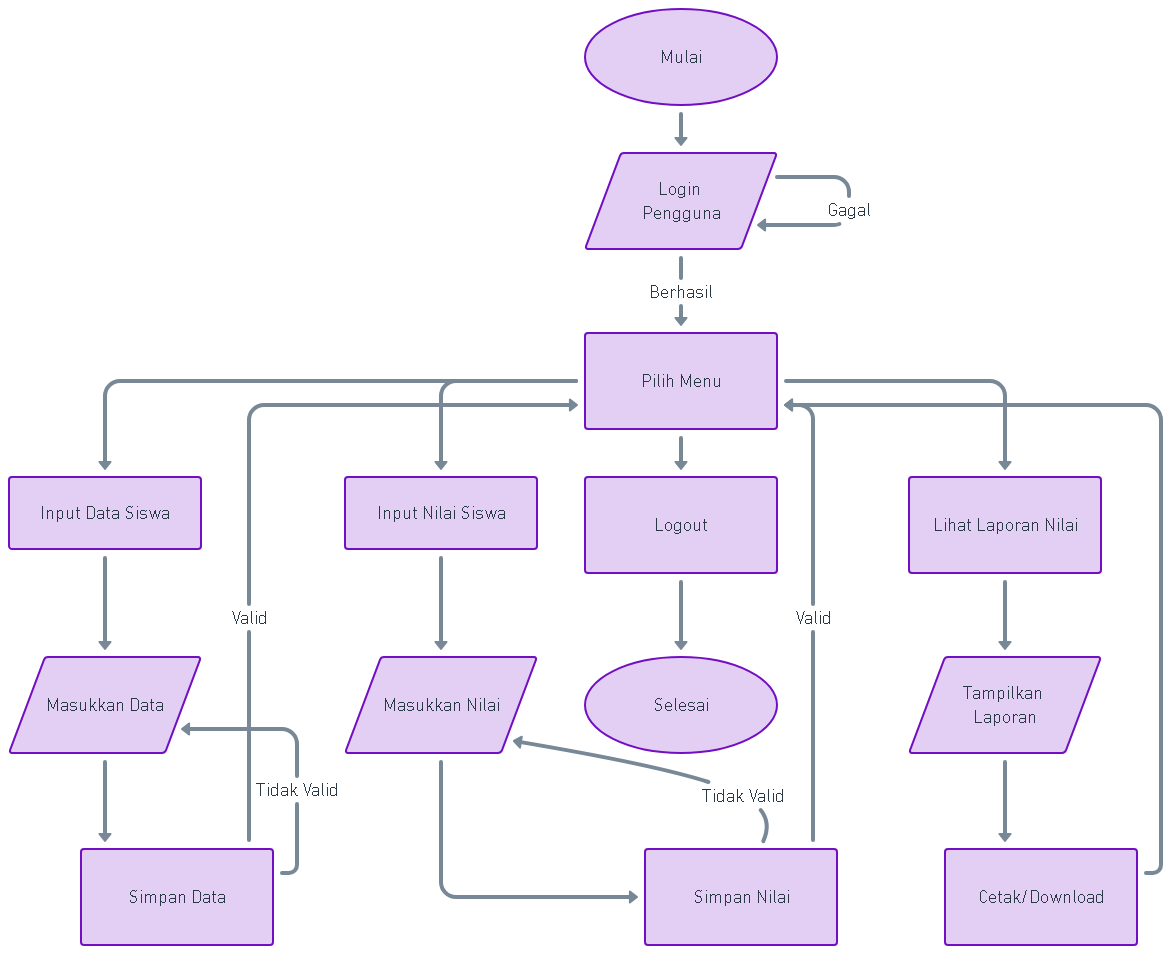 Mulai
Login
Pengguna
Gagal
Berhasil
Pilih Menu
Input Data Siswa
Input Nilai Siswa
Logout
Lihat Laporan Nilai
Valid
Valid
Masukkan Data
Masukkan Nilai
Selesai
Tampilkan
Laporan
Tidak Valid
Tidak Valid
Simpan Data
Simpan Nilai
Cetak/Download